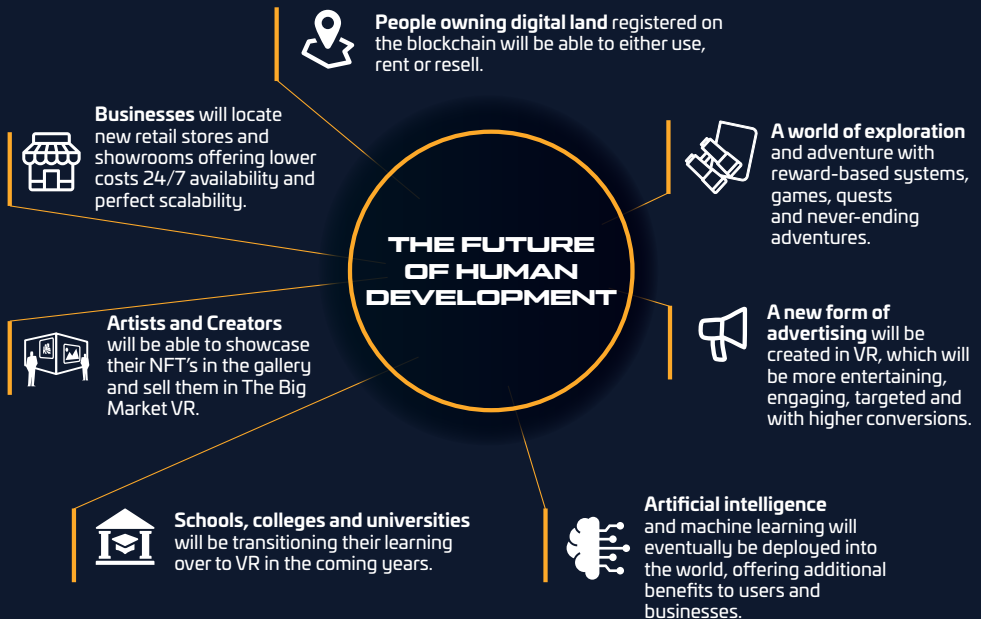 People owning digital land registered on
the blockchain will be able to either use,
rent or resell.
Businesses will locate
new retail stores and
showrooms offering lower
costs 24/7 availability and
perfect scalability.
A world of exploration
and adventure with
reward-based systems,
games, quests
and never-ending
adventures.
THE FUTURE
OF HUMAN
DEVELOPMENT
Artists and Creators
will be able to showcase
their NFT's in the gallery
and sell them in The Big
Market VR.
A new form of
advertising will be
created in VR, which will
be more entertaining,
engaging, targeted and
with higher conversions.
Schools, colleges and universities
will be transitioning their learning
over to VR in the coming years.
Artificial intelligence
and machine learning will
eventually be deployed into
the world, offering additional
benefits to users and
businesses.